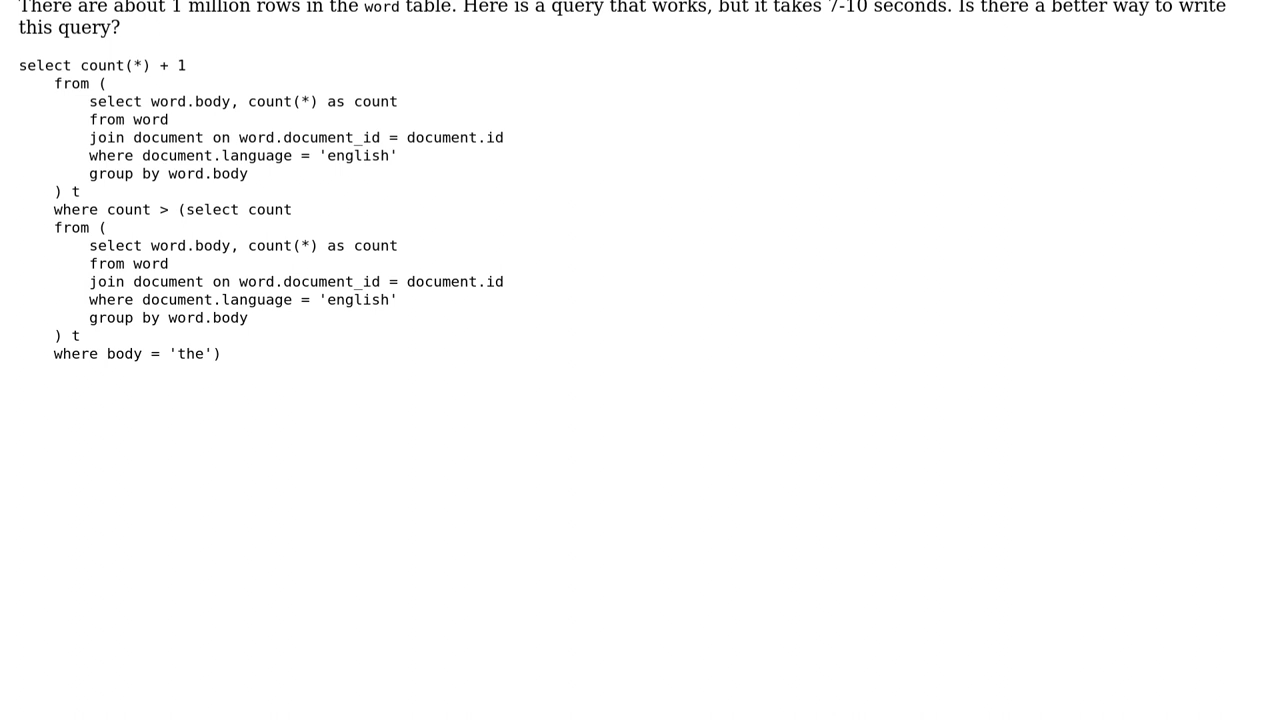 There are about 1 million rows in the word table. Here is a query that works, but it takes 7-10 seconds. Is there a better way to write
this query?
select count(*) + 1
    from (
        select word.body, count(*) as count
        from word
        join document on word.document_id = document.id
        where document.language = 'english'
        group by word.body
    ) t
    where count > (select count
    from (
        select word.body, count(*) as count
        from word
        join document on word.document_id = document.id
        where document.language = 'english'
        group by word.body
    ) t
    where body = 'the')